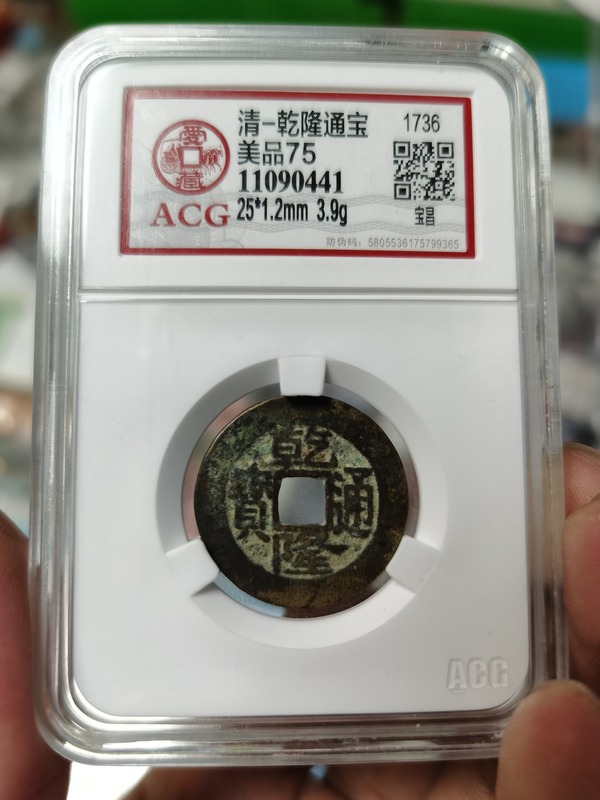 清-乾隆通宝 1736
美品75
11090441
ACG 25*1.2mm 3.9g 宝昌
防伪码：5805536175799365
乾隆通寶
ACG